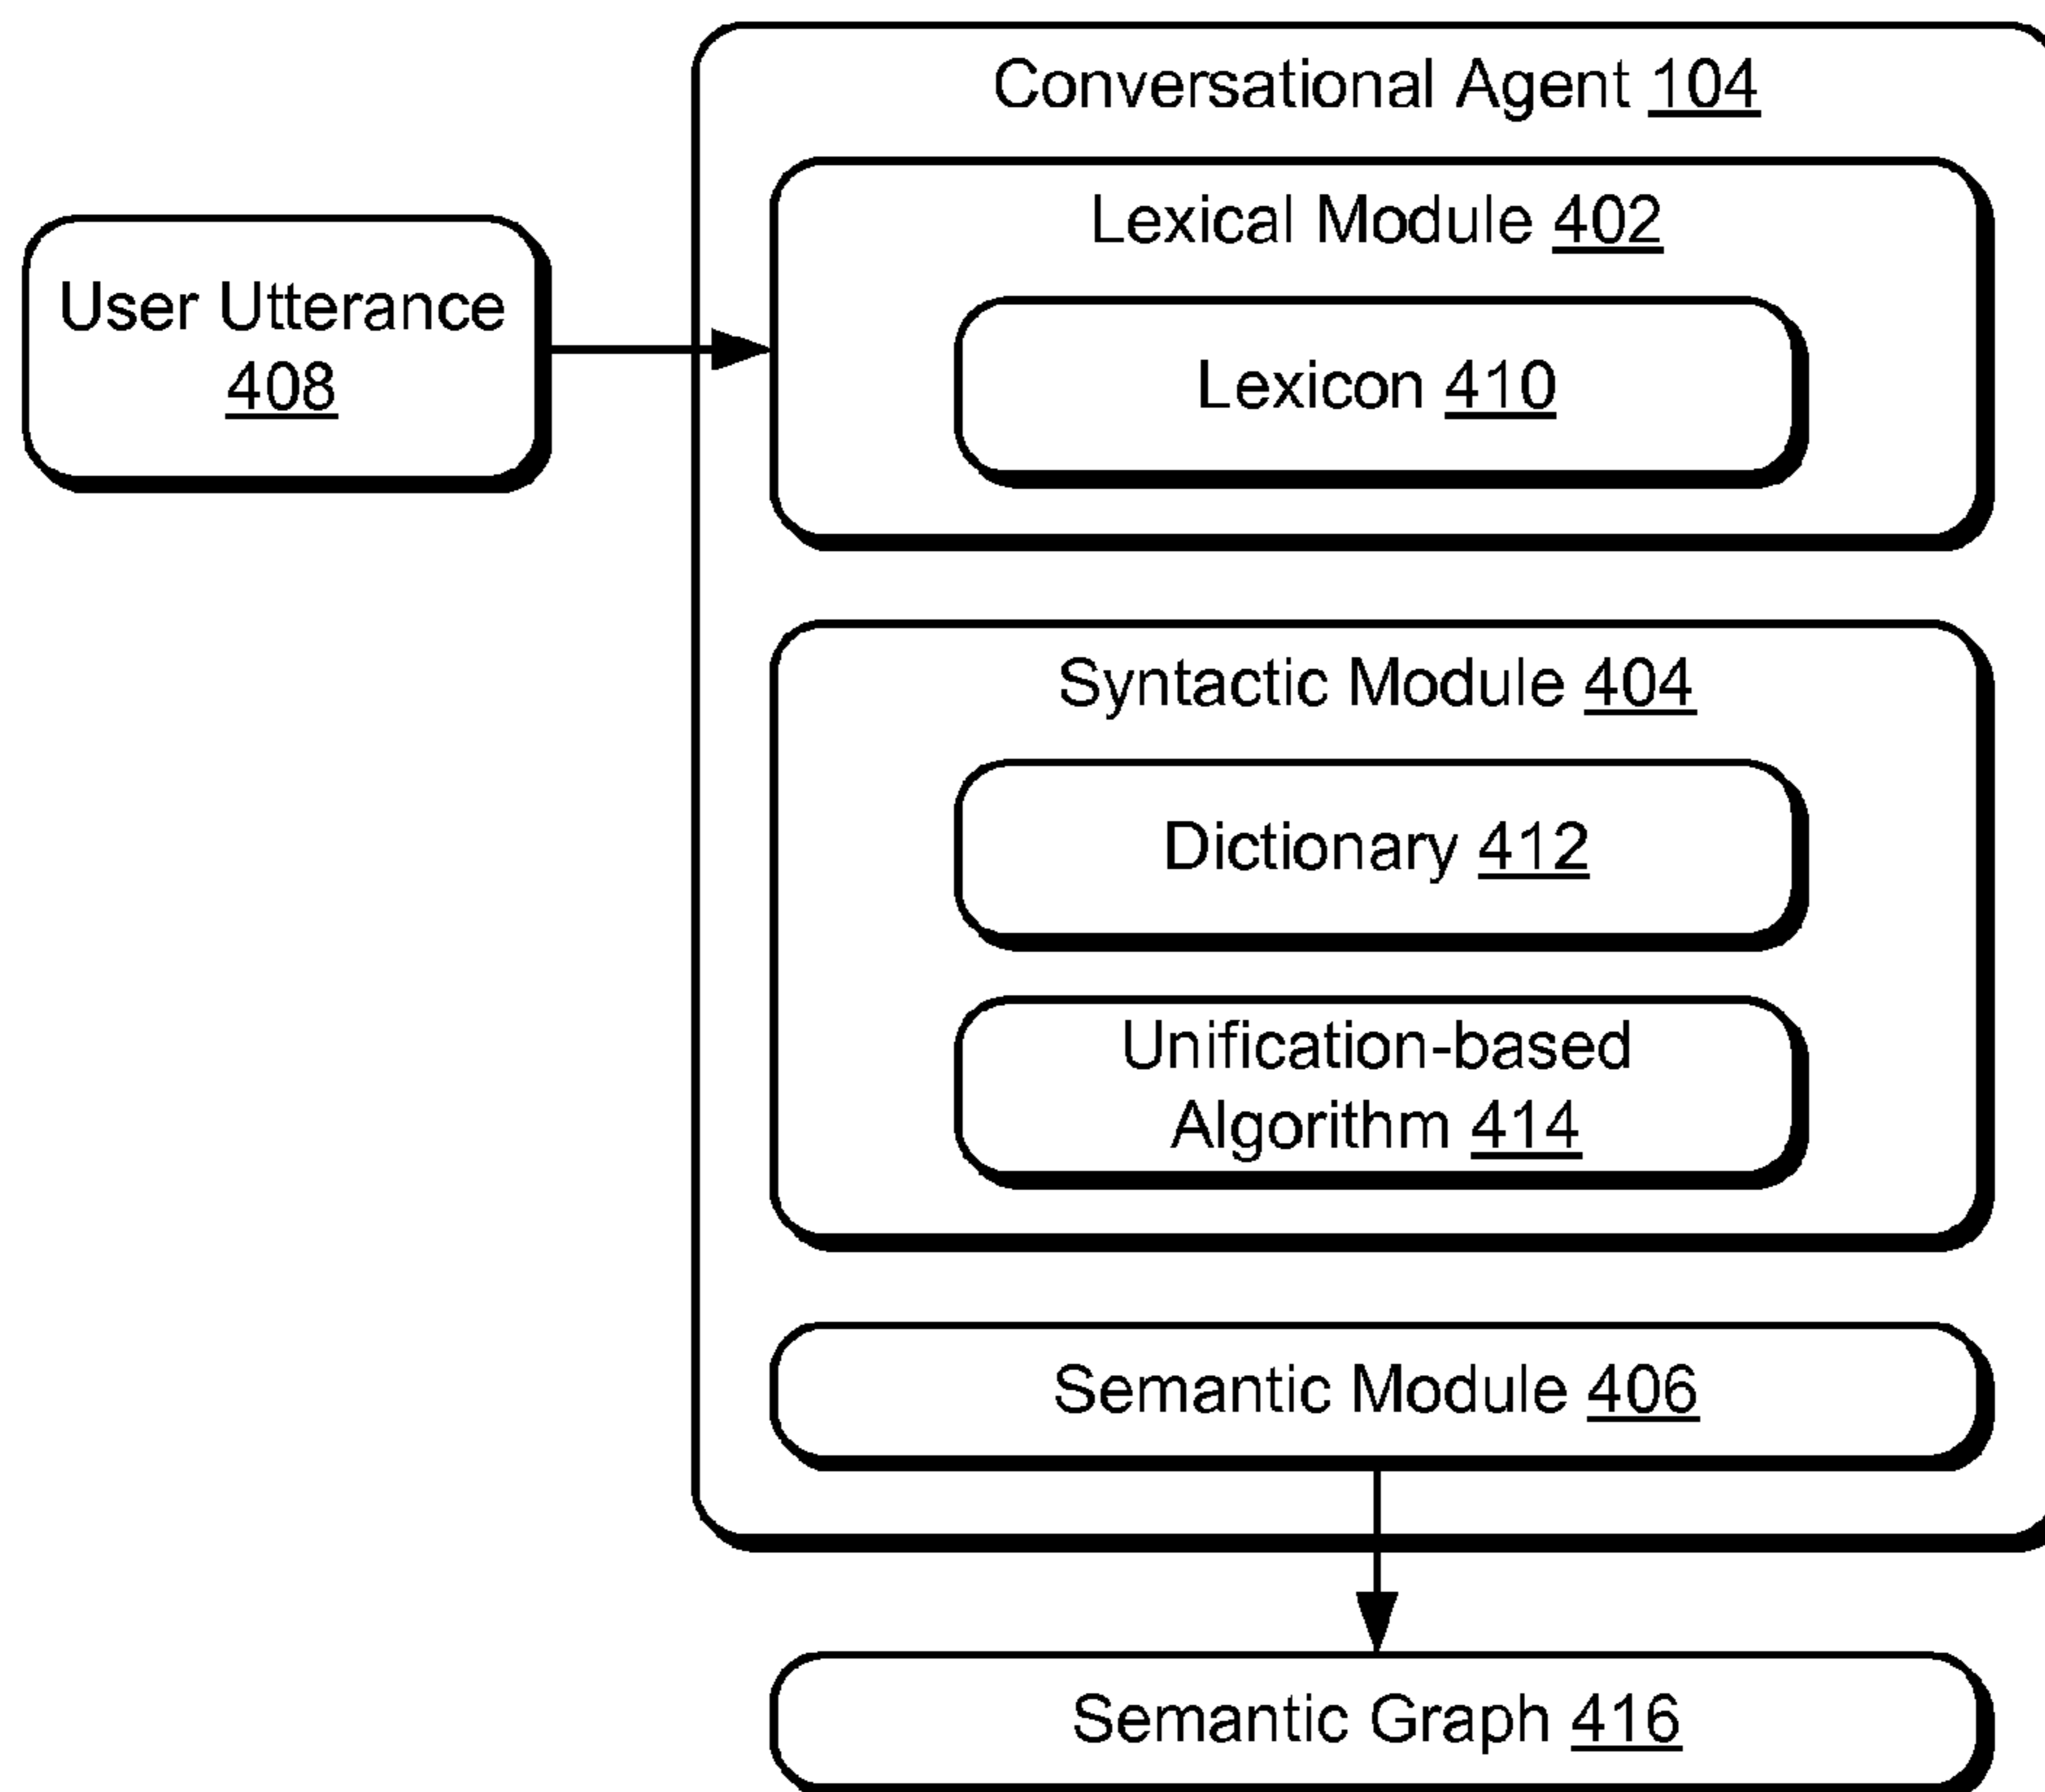 Conversational Agent 104
Lexical Module 402
User Utterance
408
Lexicon 410
Syntactic Module 404
Dictionary 412
Unification-based
Algorithm 414
Semantic Module 406
Semantic Graph 416